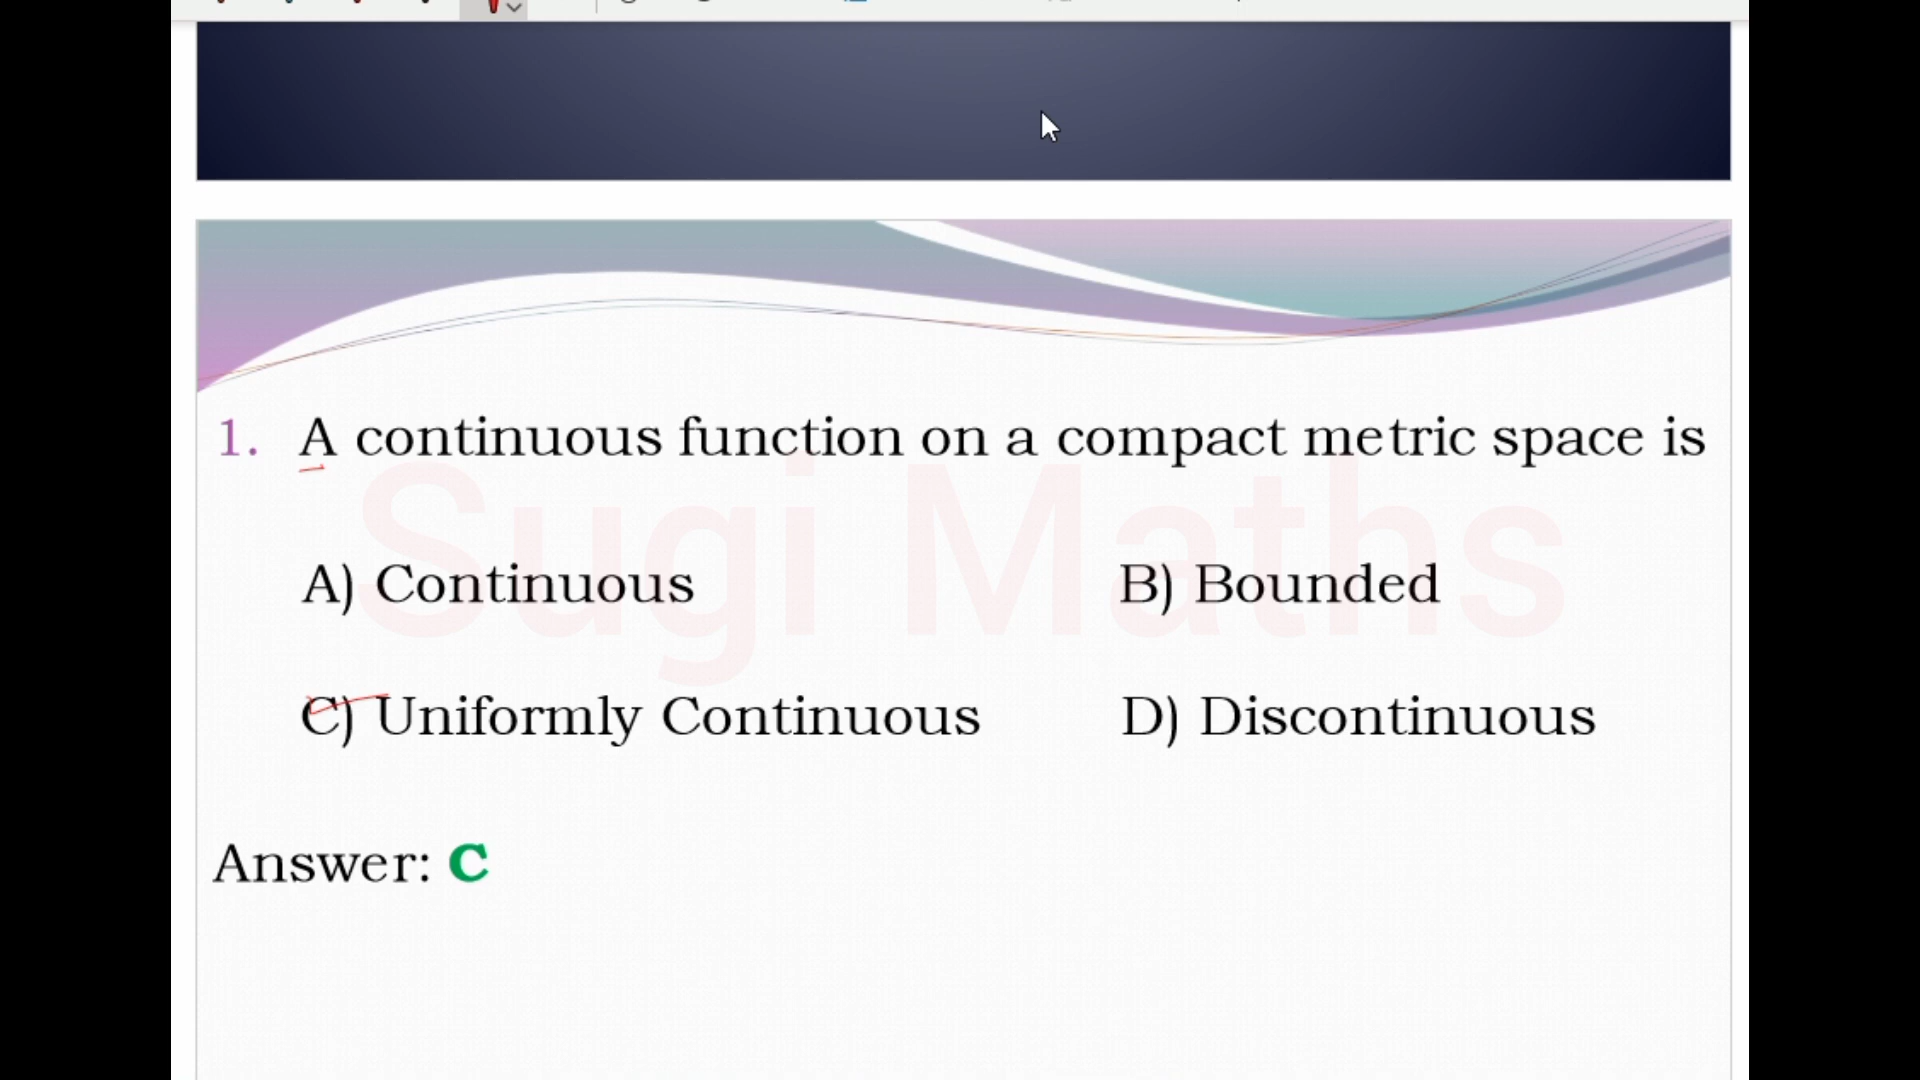 1. A continuous function on a compact metric space is
Sugi Maths
A) Continuous B) Bounded
C) Uniformly Continuous D) Discontinuous
Answer: C